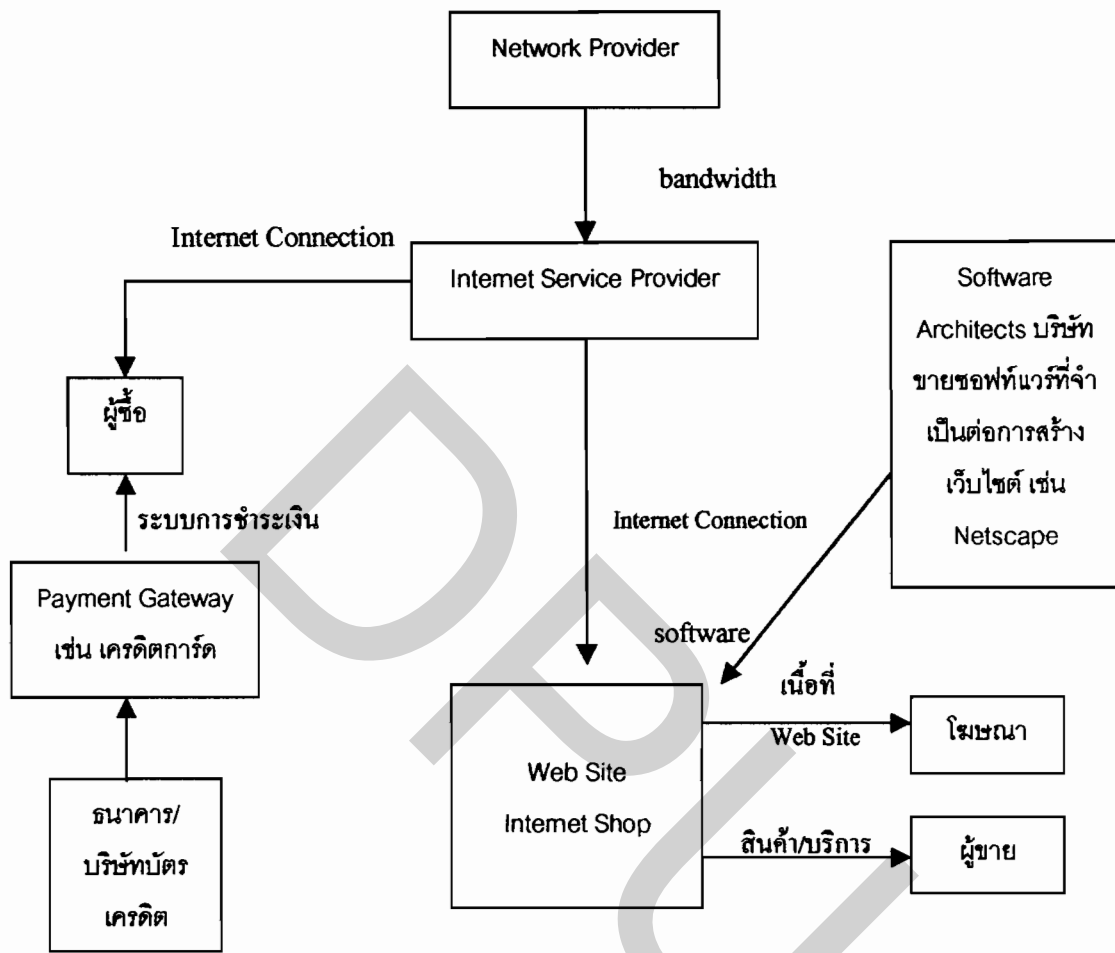 Network Provider
bandwidth
Internet Connection
Internet Service Provider
Software
Architects บริษัท
ขายซอฟท์แวร์ที่จำ
เป็นต่อการสร้าง
เว็บไซต์ เช่น
Netscape
ผู้ซื้อ
ระบบการชำระเงิน
Internet Connection
Payment Gateway
เช่น เครดิตการ์ด
software
เนื้อที่
Web Site
โฆษณา
Web Site
Internet Shop
สินค้า/บริการ
ผู้ขาย
ธนาคาร/
บริษัทบัตร
เครดิต
DPU